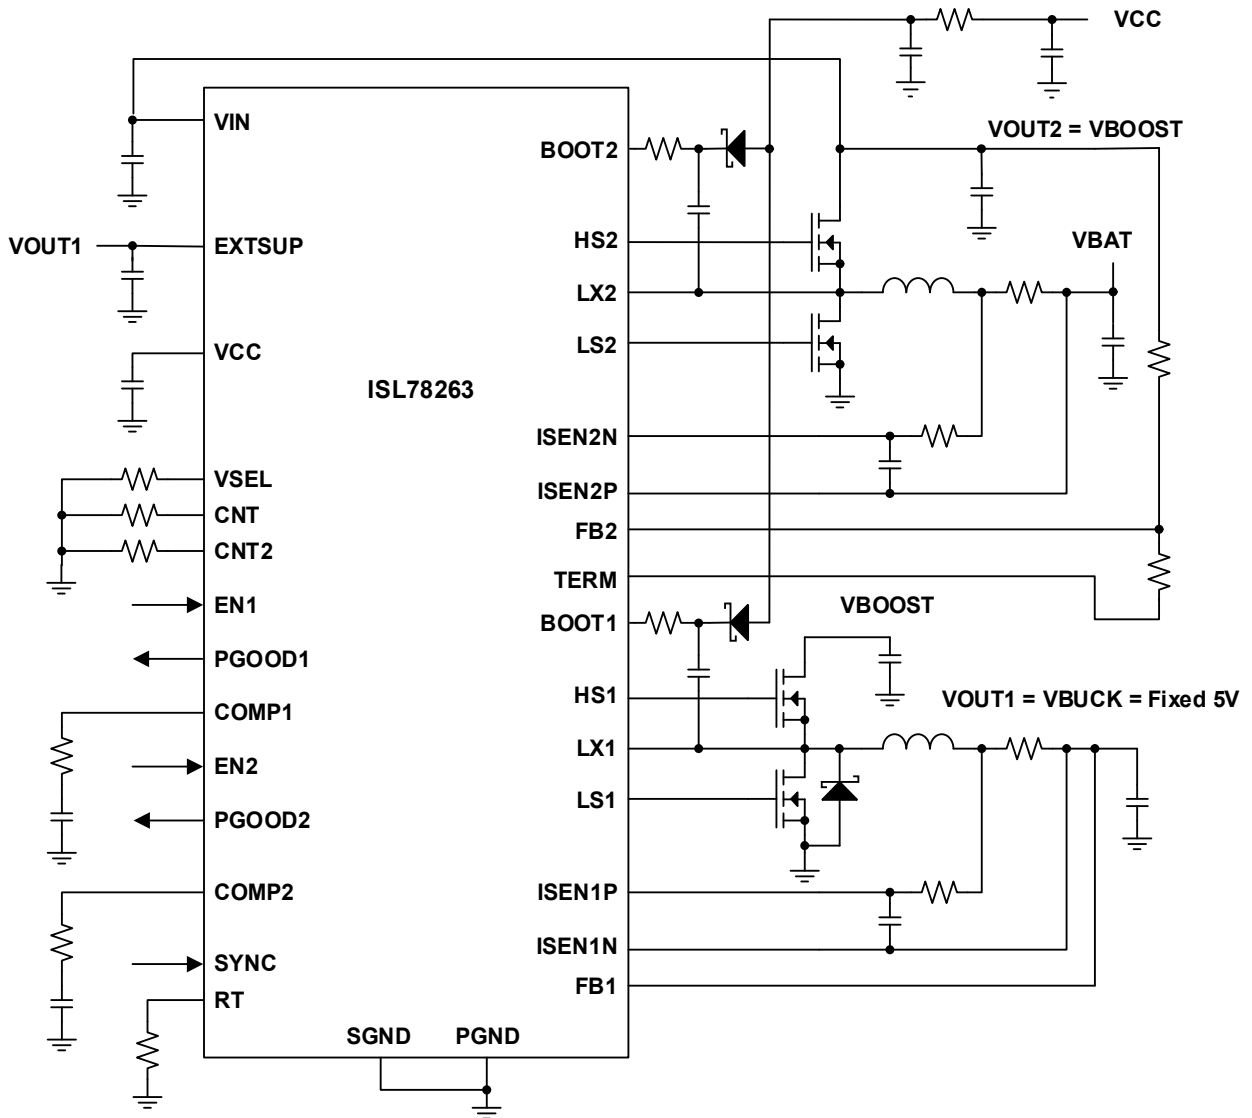 VCC
VIN
VOUT2 = VBOOST
BOOT2
VOUT1
EXTSUP
HS2
VBAT
LX2
VCC
LS2
ISL78263
ISEN2N
VSEL
ISEN2P
CNT
FB2
CNT2
TERM
EN1
VBOOST
BOOT1
PGOOD1
HS1
VOUT1 = VBUCK = Fixed 5V
COMP1
LX1
EN2
LS1
PGOOD2
COMP2
ISEN1P
ISEN1N
SYNC
FB1
RT
SGND
PGND